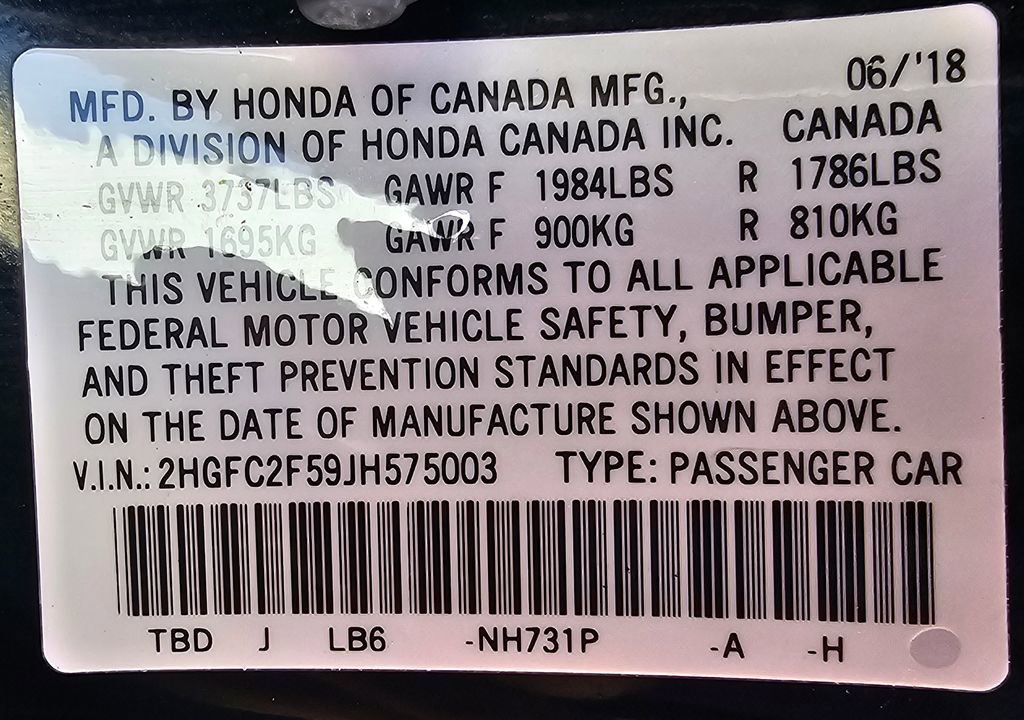 06/'18
MFD. BY HONDA OF CANADA MFG.,
A DIVISION OF HONDA CANADA INC. CANADA
GVWR 3737LBS GAWR F 1984LBS R 1786LBS
GVWR 1695KG GAWR F 900KG R 810KG
THIS VEHICLE CONFORMS TO ALL APPLICABLE
FEDERAL MOTOR VEHICLE SAFETY, BUMPER,
AND THEFT PREVENTION STANDARDS IN EFFECT
ON THE DATE OF MANUFACTURE SHOWN ABOVE.
V.I.N.: 2HGFC2F59JH575003 TYPE: PASSENGER CAR
TBD J LB6 -NH731P -A -H